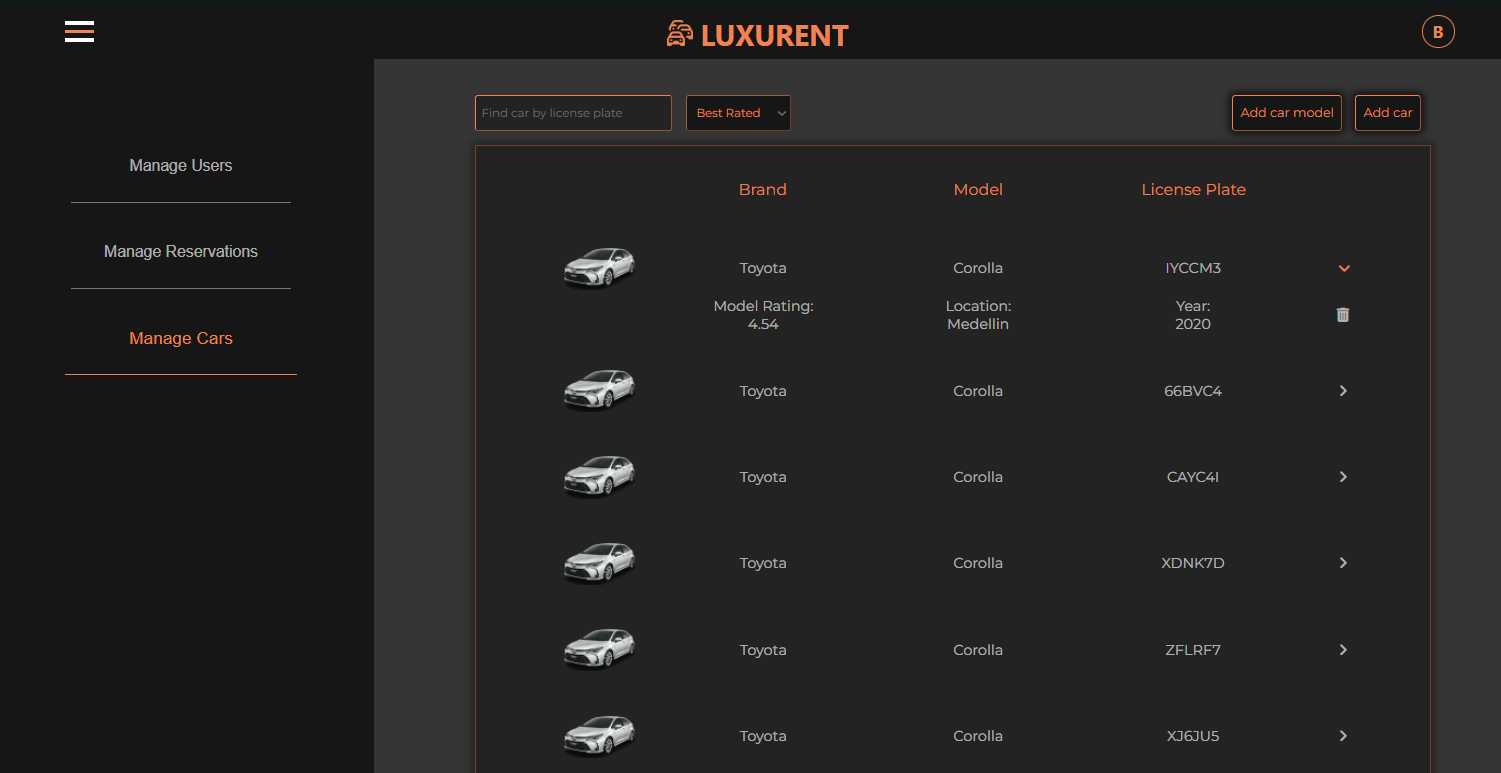 LUXURENT
B
Manage Users
Manage Reservations
Manage Cars
Find car by license plate
Best Rated
Add car model
Add car
Brand Model License Plate
Toyota Corolla IYCCM3
Model Rating: Location: Year:
4.54 Medellin 2020
Toyota Corolla 66BVC4
Toyota Corolla CAYC4I
Toyota Corolla XDNK7D
Toyota Corolla ZFLRF7
Toyota Corolla XJ6JU5